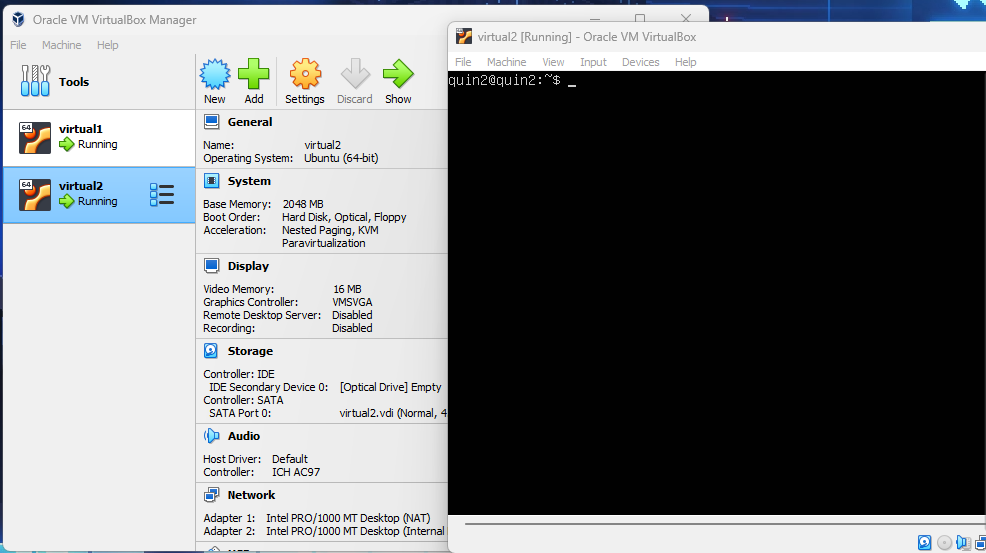 Oracle VM VirtualBox Manager
File Machine Help
Tools
New Add Settings Discard Show
64
virtual1
Running
64
virtual2
Running
General
Name: virtual2
Operating System: Ubuntu (64-bit)
System
Base Memory: 2048 MB
Boot Order: Hard Disk, Optical, Floppy
Acceleration: Nested Paging, KVM
Paravirtualization
Display
Video Memory: 16 MB
Graphics Controller: VMSVGA
Remote Desktop Server: Disabled
Recording: Disabled
Storage
Controller: IDE
IDE Secondary Device 0: [Optical Drive] Empty
Controller: SATA
SATA Port 0: virtual2.vdi (Normal, 4
Audio
Host Driver: Default
Controller: ICH AC97
Network
Adapter 1: Intel PRO/1000 MT Desktop (NAT)
Adapter 2: Intel PRO/1000 MT Desktop (Internal
virtual2 [Running] - Oracle VM VirtualBox
File Machine View Input Devices Help
quin2@quin2:~$ _